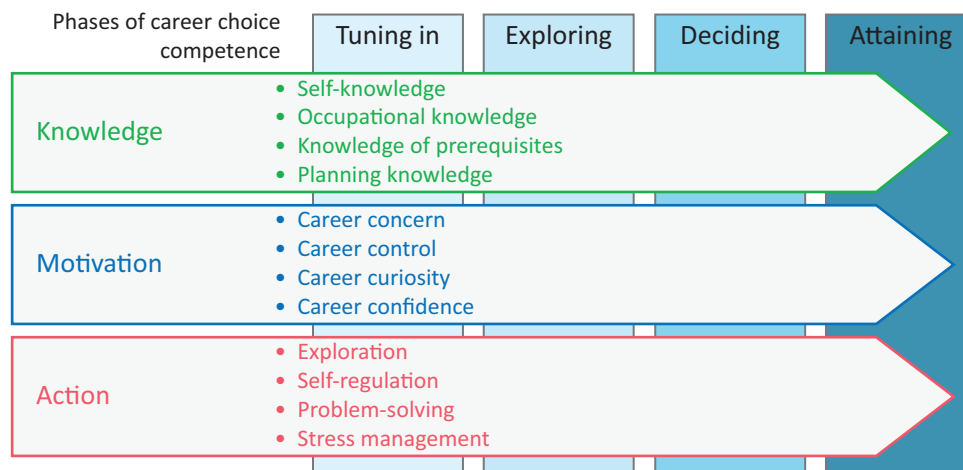 Phases of career choice
competence
Tuning in
Exploring
Deciding
Attaining
Knowledge
• Self-knowledge
• Occupational knowledge
• Knowledge of prerequisites
• Planning knowledge
Motivation
• Career concern
• Career control
• Career curiosity
• Career confidence
Action
• Exploration
• Self-regulation
• Problem-solving
• Stress management